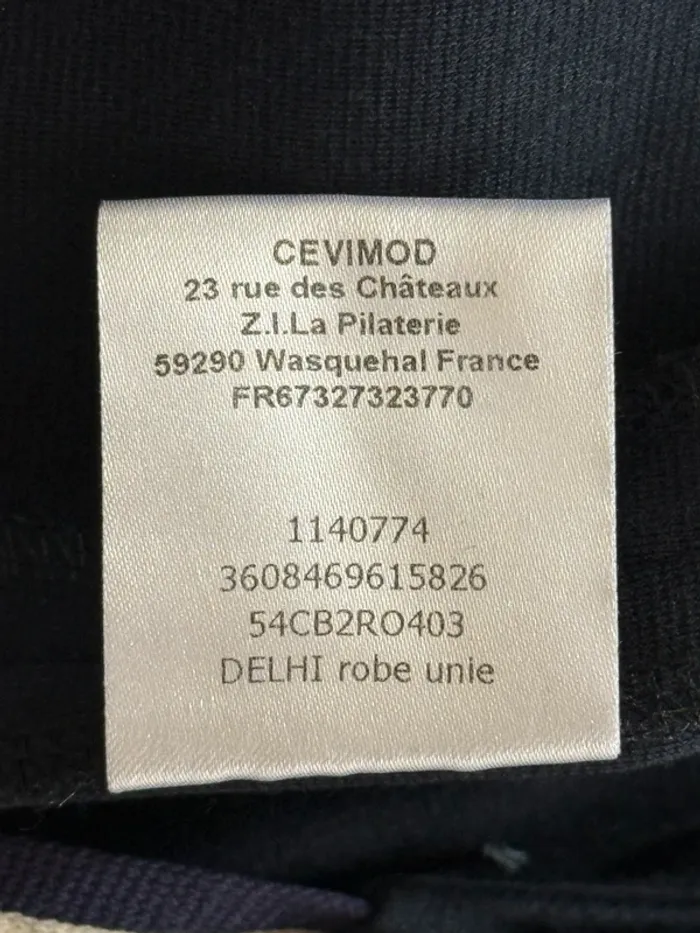 CEVIMOD
23 rue des Châteaux
Z.I.La Pilaterie
59290 Wasquehal France
FR67327323770
1140774
3608469615826
54CB2RO403
DELHI robe unie